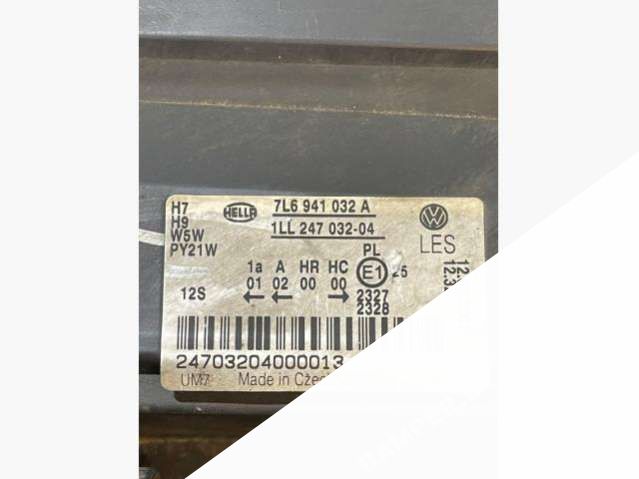 H7
H9
W5W
PY21W
HELLA
7L6 941 032 A
1LL 247 032-04
LES
PL
1a A HR HC E1 25
01 02 00 00
12S
2327
2328
24703204000013
UM7 Made in